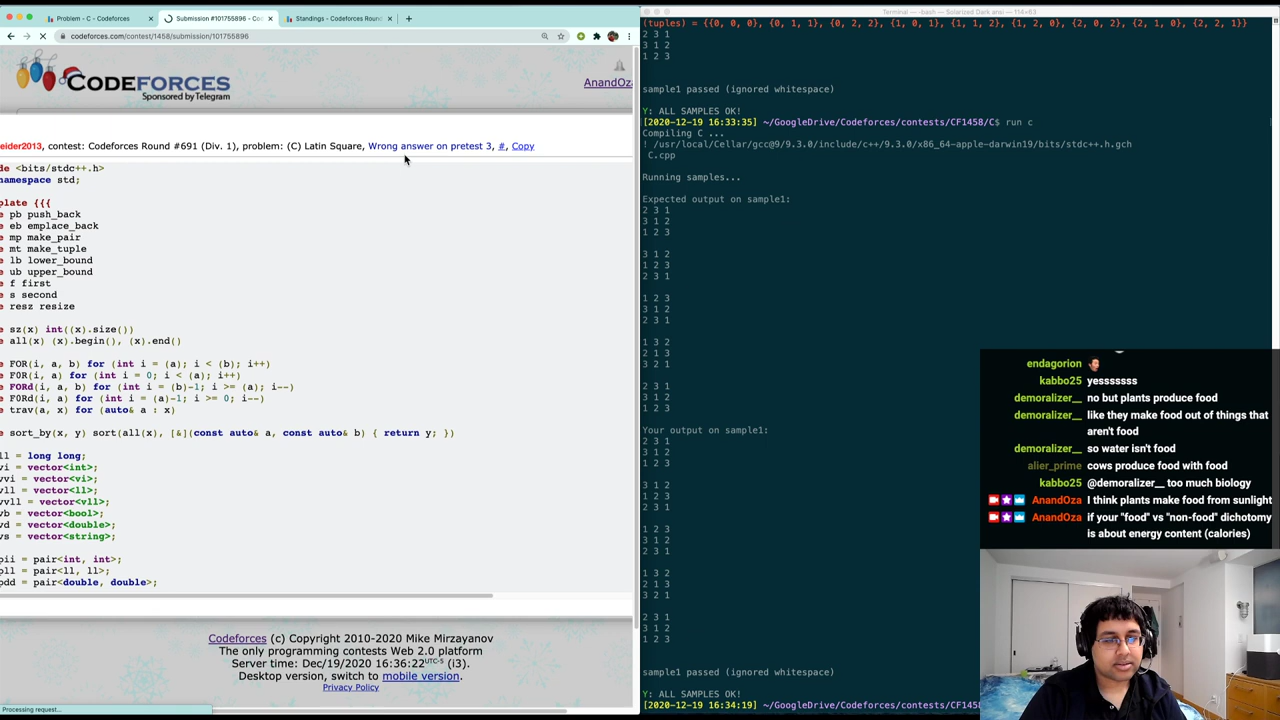 Problem - C - Codeforces
Submission #101755896 - Co
Standings - Codeforces Roun
codeforces.com/contest/1458/submission/101755896
CODEFORCES
Sponsored by Telegram
AnandOza
eider2013, contest: Codeforces Round #691 (Div. 1), problem: (C) Latin Square, Wrong answer on pretest 3, #, Copy
de <bits/stdc++.h>
namespace std;
plate {{{
e pb push_back
e eb emplace_back
e mp make_pair
e mt make_tuple
e lb lower_bound
e ub upper_bound
e f first
e s second
e resz resize
e sz(x) int((x).size())
e all(x) (x).begin(), (x).end()
e FOR(i, a, b) for (int i = (a); i < (b); i++)
e FOR(i, a) for (int i = 0; i < (a); i++)
e FORd(i, a, b) for (int i = (b)-1; i >= (a); i--)
e FORd(i, a) for (int i = (a)-1; i >= 0; i--)
e trav(a, x) for (auto& a : x)
e sort_by(x, y) sort(all(x), [&](const auto& a, const auto& b) { return y; })
ll = long long;
vi = vector<int>;
vvi = vector<vi>;
vll = vector<ll>;
vvll = vector<vll>;
vb = vector<bool>;
vd = vector<double>;
vs = vector<string>;
pii = pair<int, int>;
pll = pair<ll, ll>;
pdd = pair<double, double>;
Codeforces (c) Copyright 2010-2020 Mike Mirzayanov
The only programming contests Web 2.0 platform
Server time: Dec/19/2020 16:36:22UTC-5 (i3).
Desktop version, switch to mobile version.
Privacy Policy
Processing request...
Terminal — -bash — Solarized Dark ansi — 114×63
(tuples) = {{0, 0, 0}, {0, 1, 1}, {0, 2, 2}, {1, 0, 1}, {1, 1, 2}, {1, 2, 0}, {2, 0, 2}, {2, 1, 0}, {2, 2, 1}}
2 3 1
3 1 2
1 2 3
sample1 passed (ignored whitespace)
Y: ALL SAMPLES OK!
[2020-12-19 16:33:35] ~/GoogleDrive/Codeforces/contests/CF1458/C$ run c
Compiling C ...
! /usr/local/Cellar/gcc@9/9.3.0/include/c++/9.3.0/x86_64-apple-darwin19/bits/stdc++.h.gch
C.cpp
Running samples...
Expected output on sample1:
2 3 1
3 1 2
1 2 3
3 1 2
1 2 3
2 3 1
1 2 3
3 1 2
2 3 1
1 3 2
2 1 3
3 2 1
2 3 1
3 1 2
1 2 3
Your output on sample1:
2 3 1
3 1 2
1 2 3
3 1 2
1 2 3
2 3 1
1 2 3
3 1 2
2 3 1
1 3 2
2 1 3
3 2 1
2 3 1
3 1 2
1 2 3
sample1 passed (ignored whitespace)
Y: ALL SAMPLES OK!
[2020-12-19 16:34:19] ~/GoogleDrive/Codeforces/contests/CF1458
endagorion
kabbo25 yesssssss
demoralizer__ no but plants produce food
demoralizer__ like they make food out of things that
aren't food
demoralizer__ so water isn't food
alier_prime cows produce food with food
kabbo25 @demoralizer__ too much biology
AnandOza I think plants make food from sunlight
AnandOza if your "food" vs "non-food" dichotomy
is about energy content (calories)